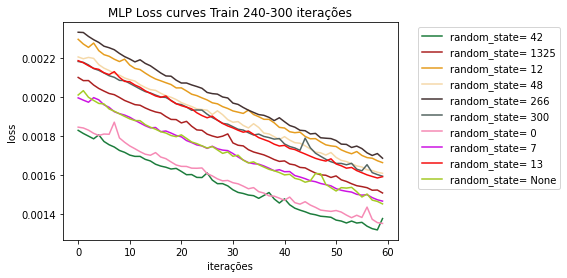 MLP Loss curves Train 240-300 iterações
0.0022
0.0020
0.0018
0.0016
0.0014
loss
0 10 20 30 40 50 60
iterações
random_state= 42
random_state= 1325
random_state= 12
random_state= 48
random_state= 266
random_state= 300
random_state= 0
random_state= 7
random_state= 13
random_state= None